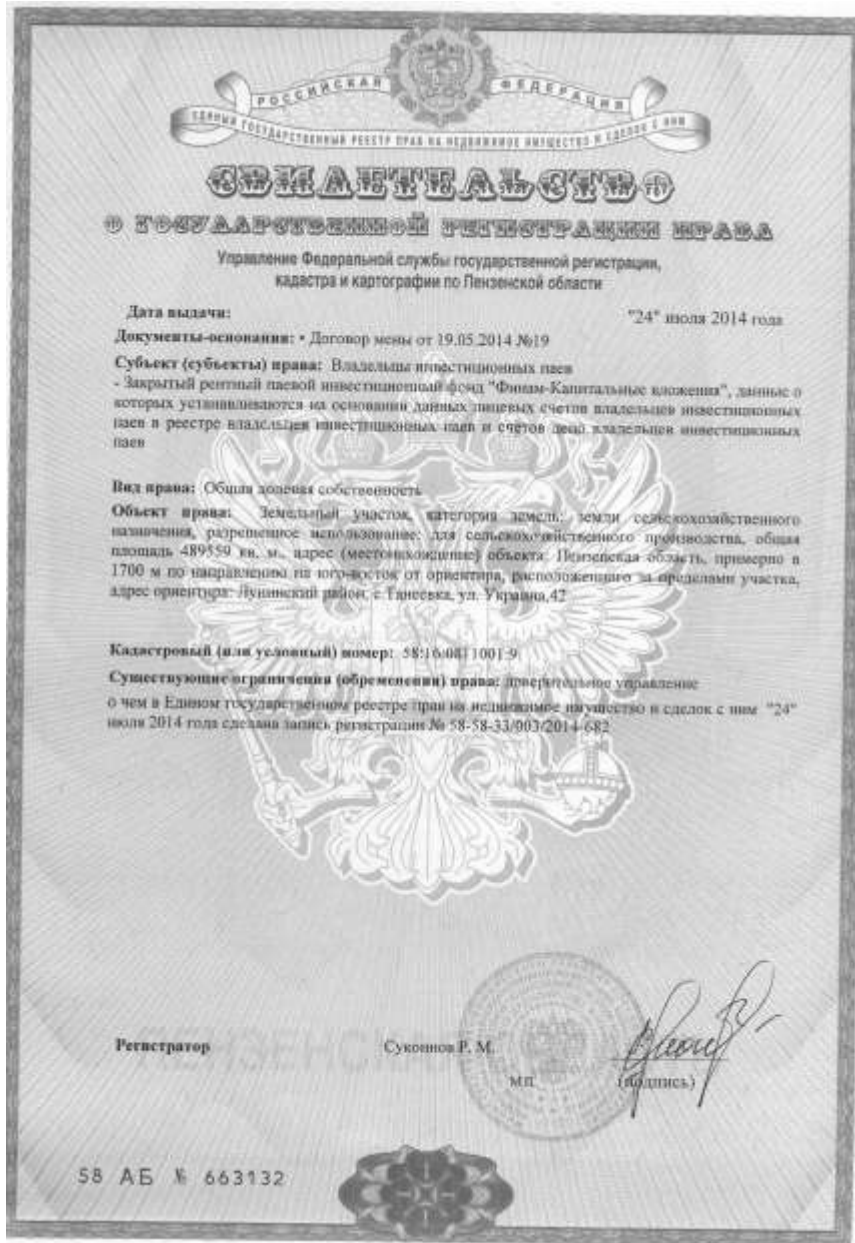 РОССИЙСКАЯ ФЕДЕРАЦИЯ
ЕДИНЫЙ ГОСУДАРСТВЕННЫЙ РЕЕСТР ПРАВ НА НЕДВИЖИМОЕ ИМУЩЕСТВО И СДЕЛОК С НИМ
СВИДЕТЕЛЬСТВО
О ГОСУДАРСТВЕННОЙ РЕГИСТРАЦИИ ПРАВА
Управление Федеральной службы государственной регистрации,
кадастра и картографии по Пензенской области
Дата выдачи: "24" июля 2014 года
Документы-основания: • Договор мены от 19.05.2014 №19
Субъект (субъекты) права: Владельцы инвестиционных паев
- Закрытый рентный паевой инвестиционный фонд "Финам-Капитальные вложения", данные о
которых устанавливаются на основании данных лицевых счетов владельцев инвестиционных
паев в реестре владельцев инвестиционных паев и счетов депо владельцев инвестиционных
паев
Вид права: Общая долевая собственность
Объект права: Земельный участок, категория земель: земли сельскохозяйственного
назначения, разрешенное использование: для сельскохозяйственного производства, общая
площадь 489559 кв. м., адрес (местонахождение) объекта: Пензенская область, примерно в
1700 м по направлению на юго-восток от ориентира, расположенного за пределами участка,
адрес ориентира: Лунинский район, с Танеевка, ул. Украина,42
Кадастровый (или условный) номер: 58:16:0811001:9
Существующие ограничения (обременения) права: доверительное управление
о чем в Едином государственном реестре прав на недвижимое имущество и сделок с ним "24"
июля 2014 года сделана запись регистрации № 58-58-33/003/2014-682
Регистратор Суконнов Р. М.
МП (подпись)
ПЕНЗЕНСКАЯ
58 АБ № 663132